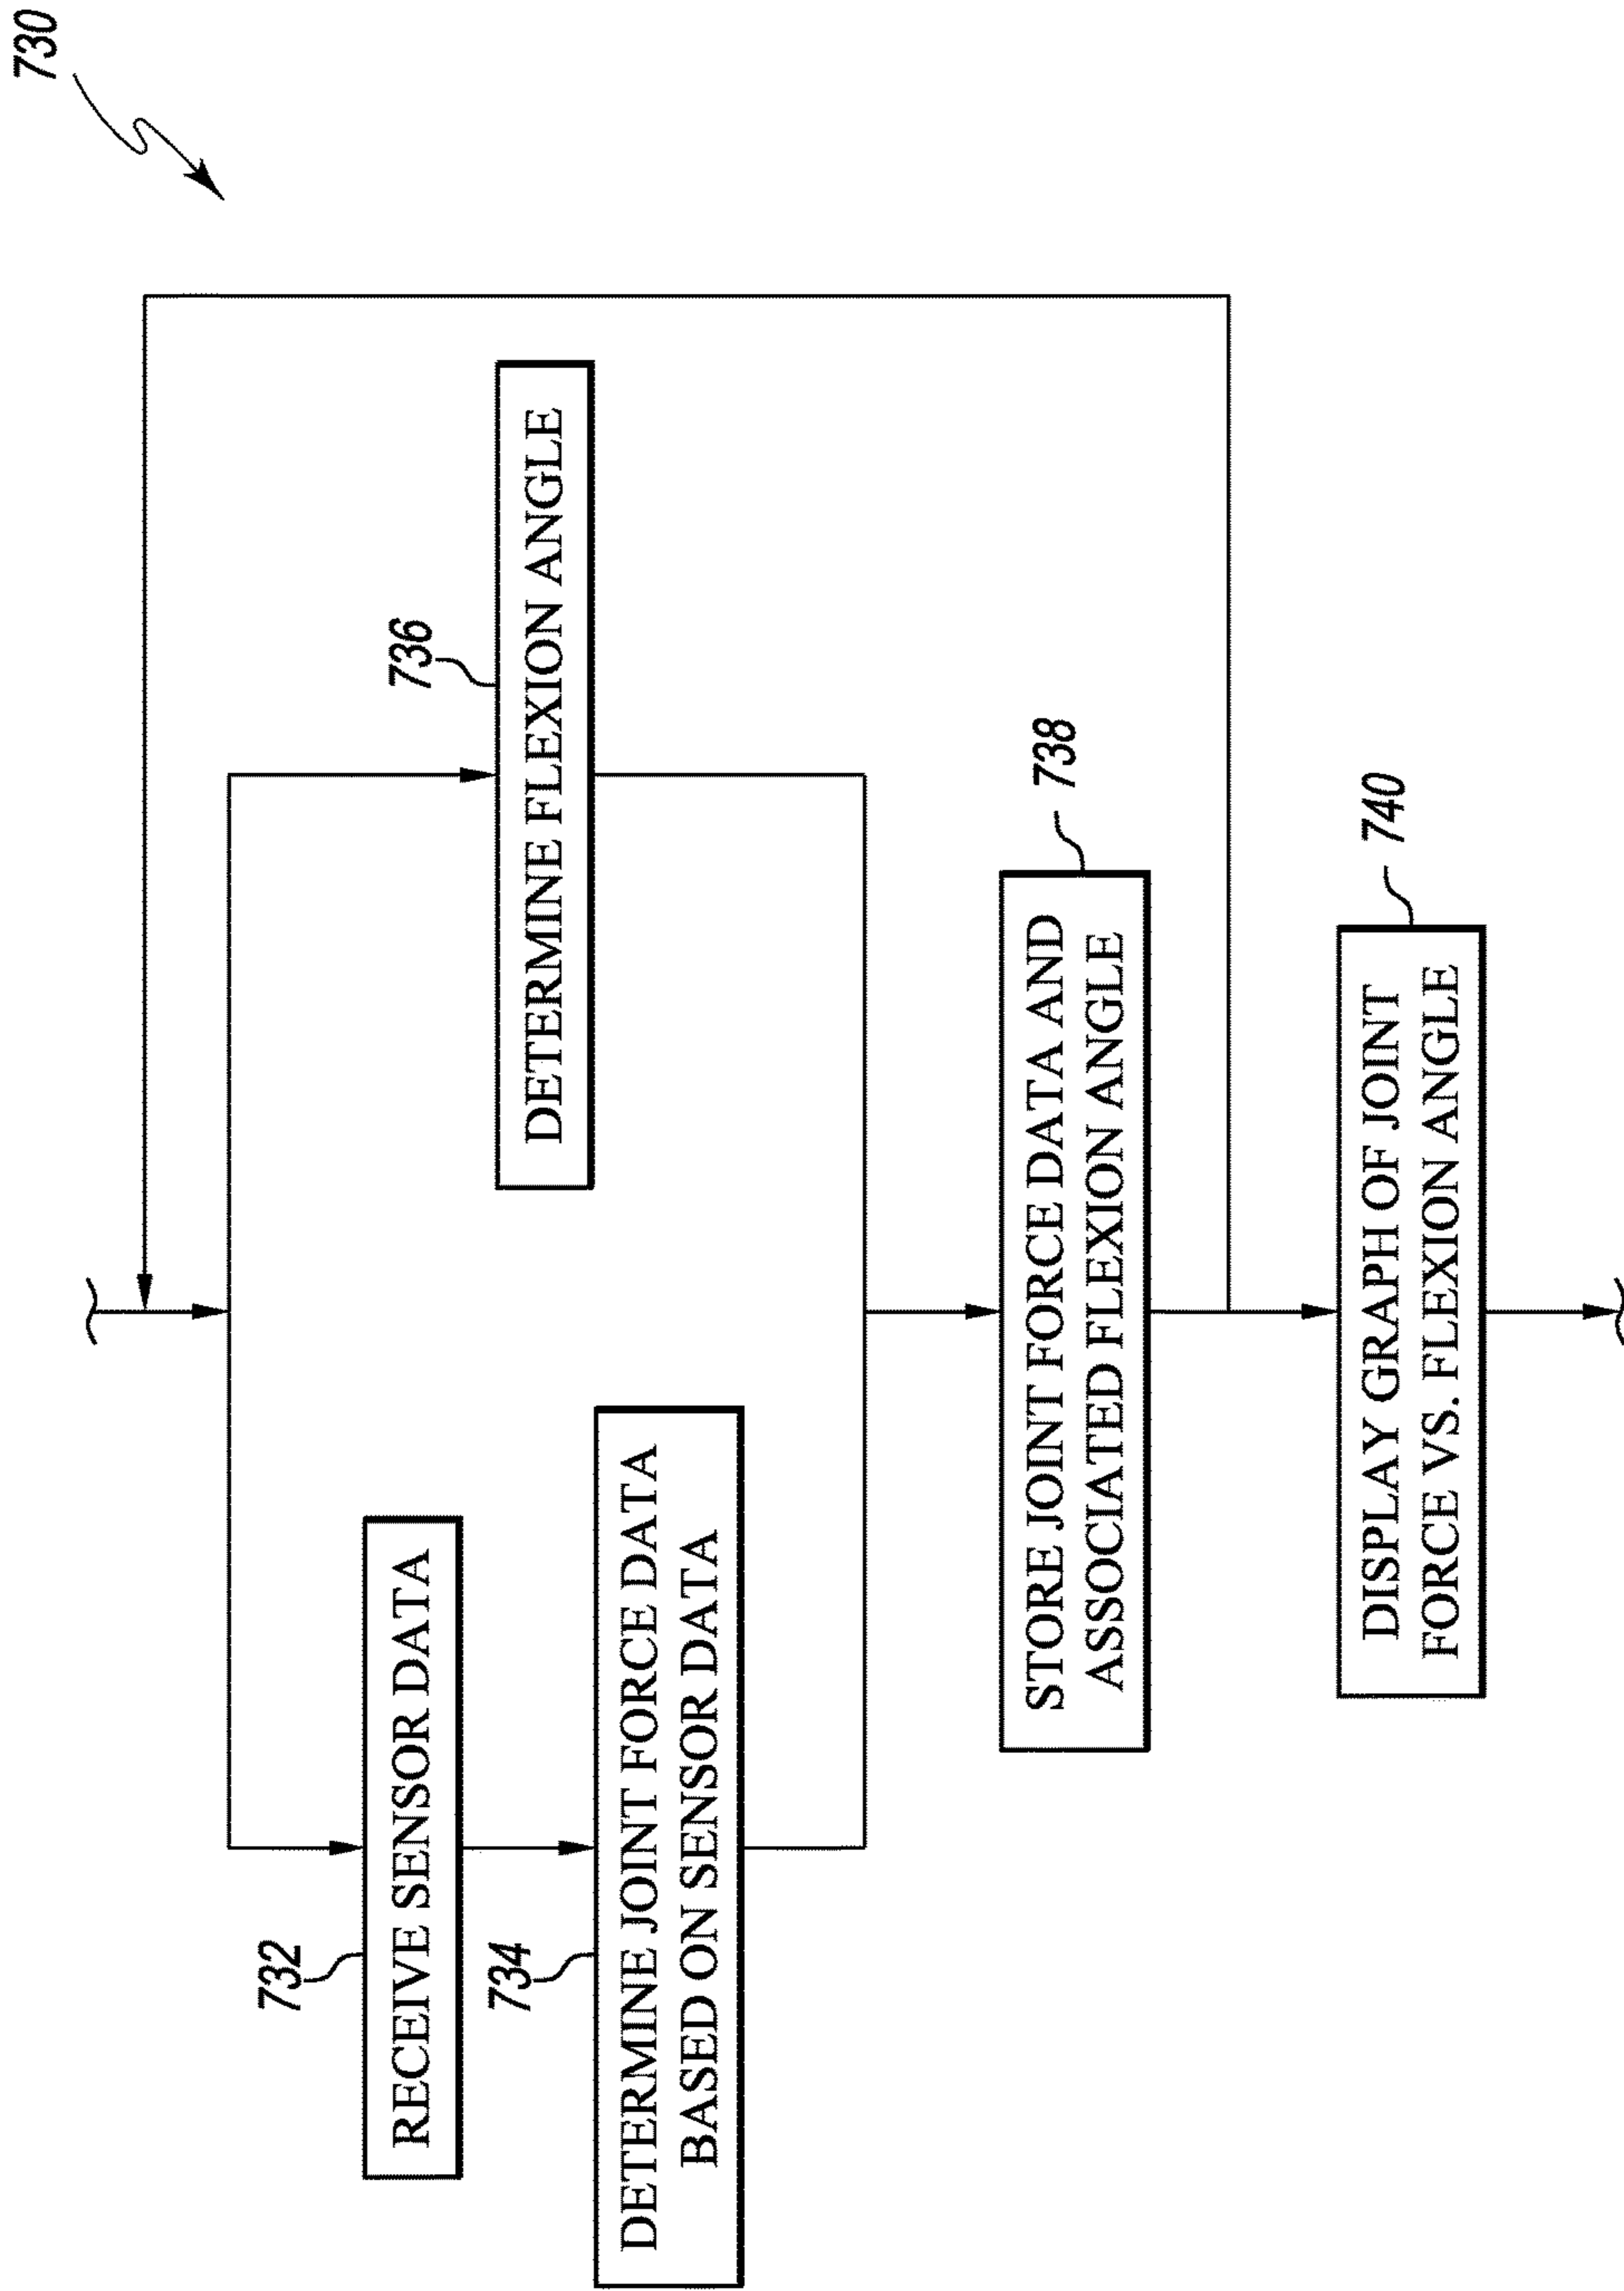 730
732
RECEIVE SENSOR DATA
734
DETERMINE JOINT FORCE DATA
BASED ON SENSOR DATA
736
DETERMINE FLEXION ANGLE
738
STORE JOINT FORCE DATA AND
ASSOCIATED FLEXION ANGLE
740
DISPLAY GRAPH OF JOINT
FORCE VS. FLEXION ANGLE